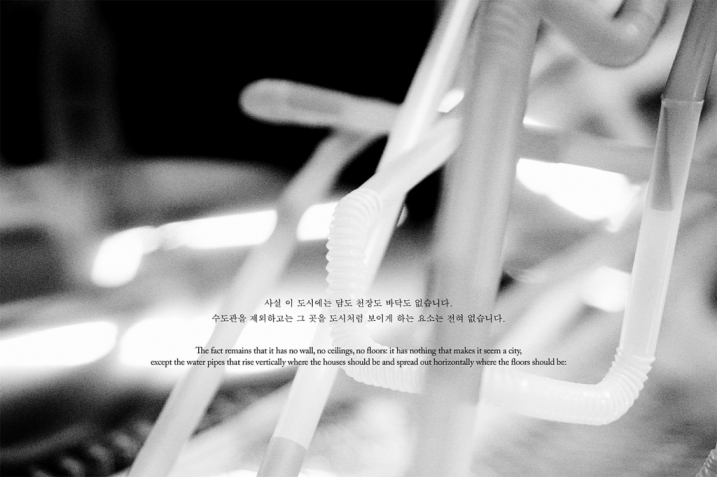 사실 이 도시에는 담도 천장도 바닥도 없습니다.
수도관을 제외하고는 그 곳을 도시처럼 보이게 하는 요소는 전혀 없습니다.
The fact remains that it has no wall, no ceilings, no floors: it has nothing that makes it seem a city,
except the water pipes that rise vertically where the houses should be and spread out horizontally where the floors should be: